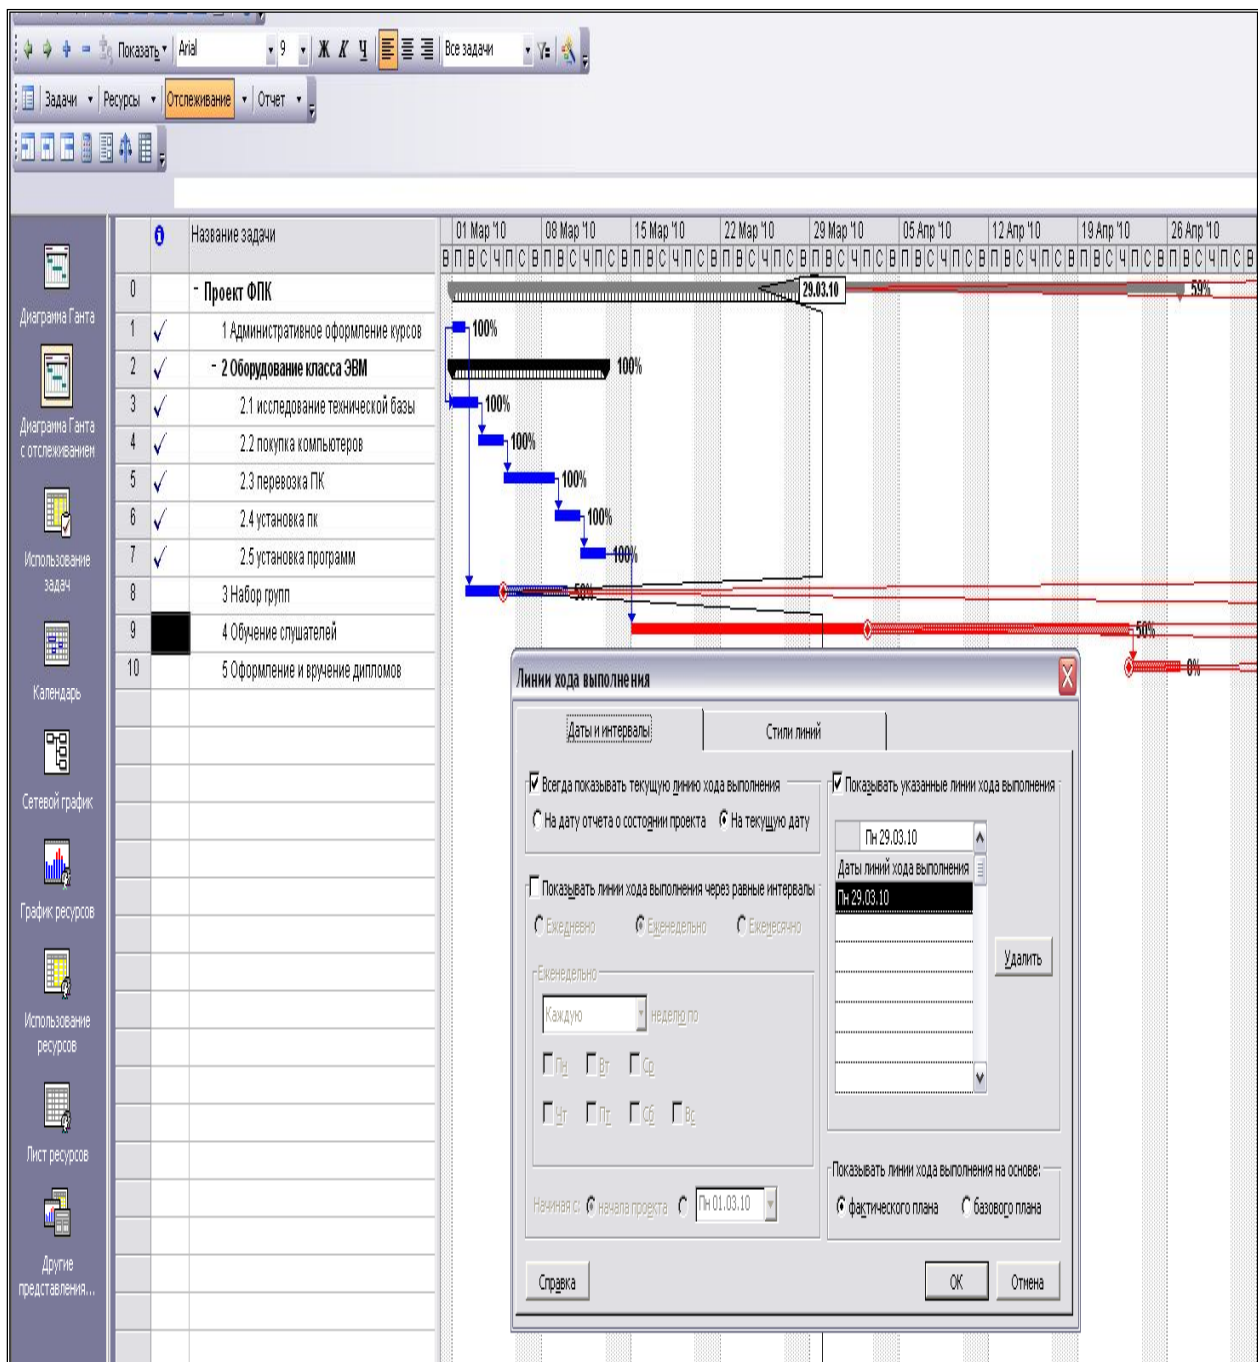 Показать Arial 9 Ж К Ч Все задачи
Задачи Ресурсы Отслеживание Отчет
Название задачи
01 Мар '10 08 Мар '10 15 Мар '10 22 Мар '10 29 Мар '10 05 Апр '10 12 Апр '10 19 Апр '10 26 Апр '10
В П В С Ч П С В П В С Ч П С В П В С Ч П С В П В С Ч П С В П В С Ч П С В П В С Ч П С В П В С Ч П С В П В С Ч П С В П В С Ч П С В
0 - Проект ФПК 29.03.10 59%
1 1 Административное оформление курсов 100%
2 - 2 Оборудование класса ЭВМ 100%
3 2.1 исследование технической базы 100%
4 2.2 покупка компьютеров 100%
5 2.3 перевозка ПК 100%
6 2.4 установка пк 100%
7 2.5 установка программ 100%
8 3 Набор групп 50%
9 4 Обучение слушателей 50%
10 5 Оформление и вручение дипломов 0%
Диаграмма Ганта
Диаграмма Ганта
с отслеживанием
Использование
задач
Календарь
Сетевой график
График ресурсов
Использование
ресурсов
Лист ресурсов
Другие
представления...
Линии хода выполнения
Даты и интервалы Стили линий
Всегда показывать текущую линию хода выполнения
На дату отчета о состоянии проекта На текущую дату
Показывать линии хода выполнения через равные интервалы
Ежедневно Еженедельно Ежемесячно
Еженедельно
Каждую неделю по
Пн Вт Ср
Чт Пт Сб Вс
Начиная с: начала проекта Пн 01.03.10
Показывать указанные линии хода выполнения
Пн 29.03.10
Даты линий хода выполнения
Пн 29.03.10
Удалить
Показывать линии хода выполнения на основе:
фактического плана базового плана
Справка ОК Отмена